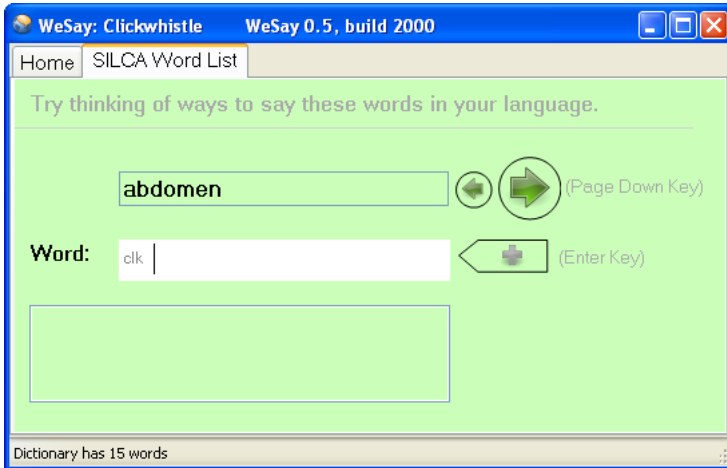 WeSay: Clickwhistle WeSay 0.5, build 2000
Home SILCA Word List
Try thinking of ways to say these words in your language.
abdomen (Page Down Key)
Word: clk (Enter Key)
Dictionary has 15 words